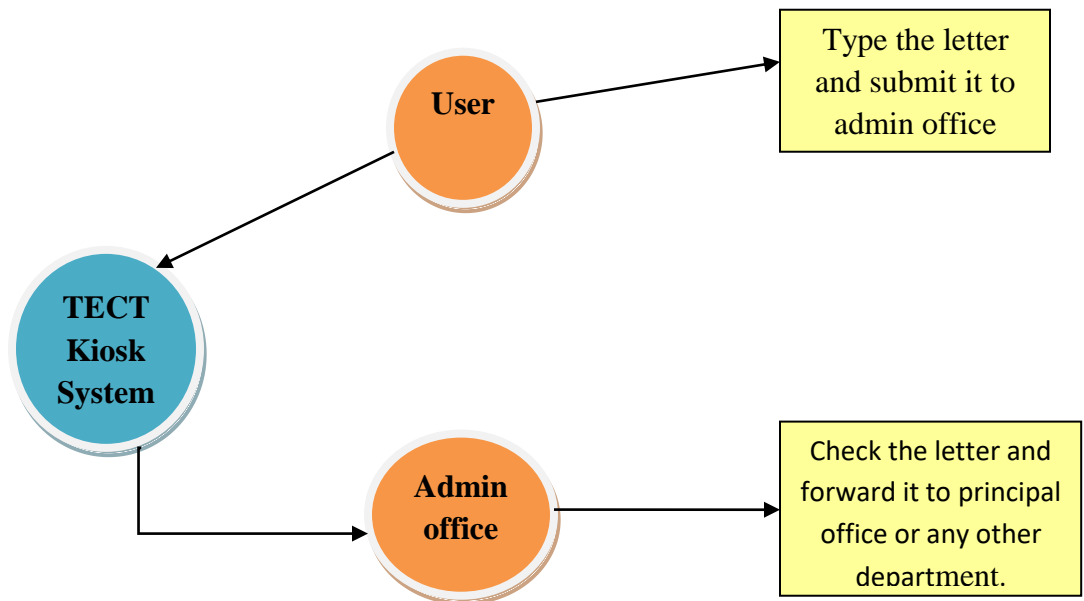 User
Type the letter
and submit it to
admin office
TECT
Kiosk
System
Admin
office
Check the letter and
forward it to principal
office or any other
department.